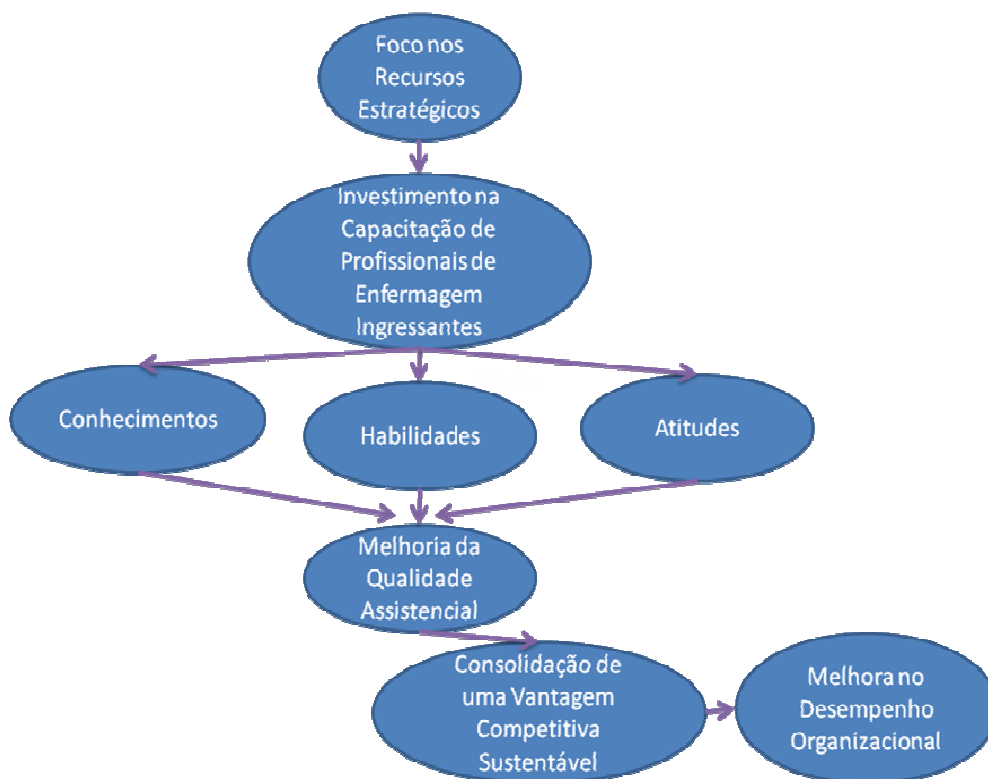 Foco nos
Recursos
Estratégicos
Investimento na
Capacitação de
Profissionais de
Enfermagem
Ingressantes
Conhecimentos
Habilidades
Atitudes
Melhoria da
Qualidade
Assistencial
Consolidação de
uma Vantagem
Competitiva
Sustentável
Melhora no
Desempenho
Organizacional